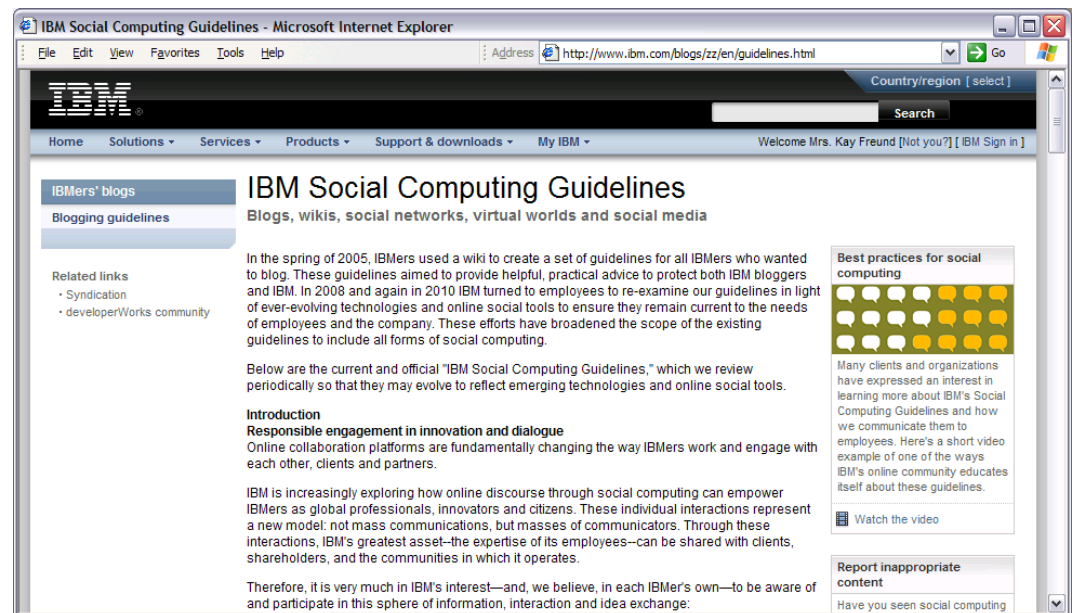 IBM Social Computing Guidelines - Microsoft Internet Explorer
File Edit View Favorites Tools Help Address http://www.ibm.com/blogs/zz/en/guidelines.html Go
Country/region [ select ]
IBM
Search
Home Solutions Services Products Support & downloads My IBM Welcome Mrs. Kay Freund [Not you?] [ IBM Sign in ]
IBMers' blogs
Blogging guidelines
Related links
· Syndication
· developerWorks community
IBM Social Computing Guidelines
Blogs, wikis, social networks, virtual worlds and social media
In the spring of 2005, IBMers used a wiki to create a set of guidelines for all IBMers who wanted
to blog. These guidelines aimed to provide helpful, practical advice to protect both IBM bloggers
and IBM. In 2008 and again in 2010 IBM turned to employees to re-examine our guidelines in light
of ever-evolving technologies and online social tools to ensure they remain current to the needs
of employees and the company. These efforts have broadened the scope of the existing
guidelines to include all forms of social computing.
Below are the current and official "IBM Social Computing Guidelines," which we review
periodically so that they may evolve to reflect emerging technologies and online social tools.
Introduction
Responsible engagement in innovation and dialogue
Online collaboration platforms are fundamentally changing the way IBMers work and engage with
each other, clients and partners.
IBM is increasingly exploring how online discourse through social computing can empower
IBMers as global professionals, innovators and citizens. These individual interactions represent
a new model: not mass communications, but masses of communicators. Through these
interactions, IBM's greatest asset--the expertise of its employees--can be shared with clients,
shareholders, and the communities in which it operates.
Therefore, it is very much in IBM's interest—and, we believe, in each IBMer's own—to be aware of
and participate in this sphere of information, interaction and idea exchange:
Best practices for social
computing
Many clients and organizations
have expressed an interest in
learning more about IBM's Social
Computing Guidelines and how
we communicate them to
employees. Here's a short video
example of one of the ways
IBM's online community educates
itself about these guidelines.
Watch the video
Report inappropriate
content
Have you seen social computing